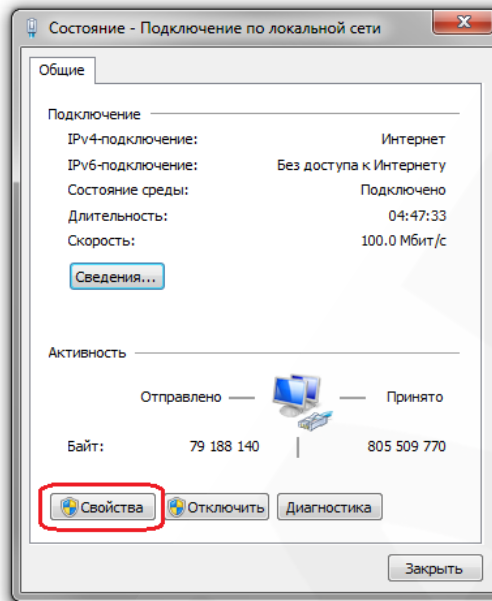 Состояние - Подключение по локальной сети
Общие
Подключение
IPv4-подключение: Интернет
IPv6-подключение: Без доступа к Интернету
Состояние среды: Подключено
Длительность: 04:47:33
Скорость: 100.0 Мбит/с
Сведения...
Активность
Отправлено Принято
Байт: 79 188 140 805 509 770
Свойства Отключить Диагностика
Закрыть